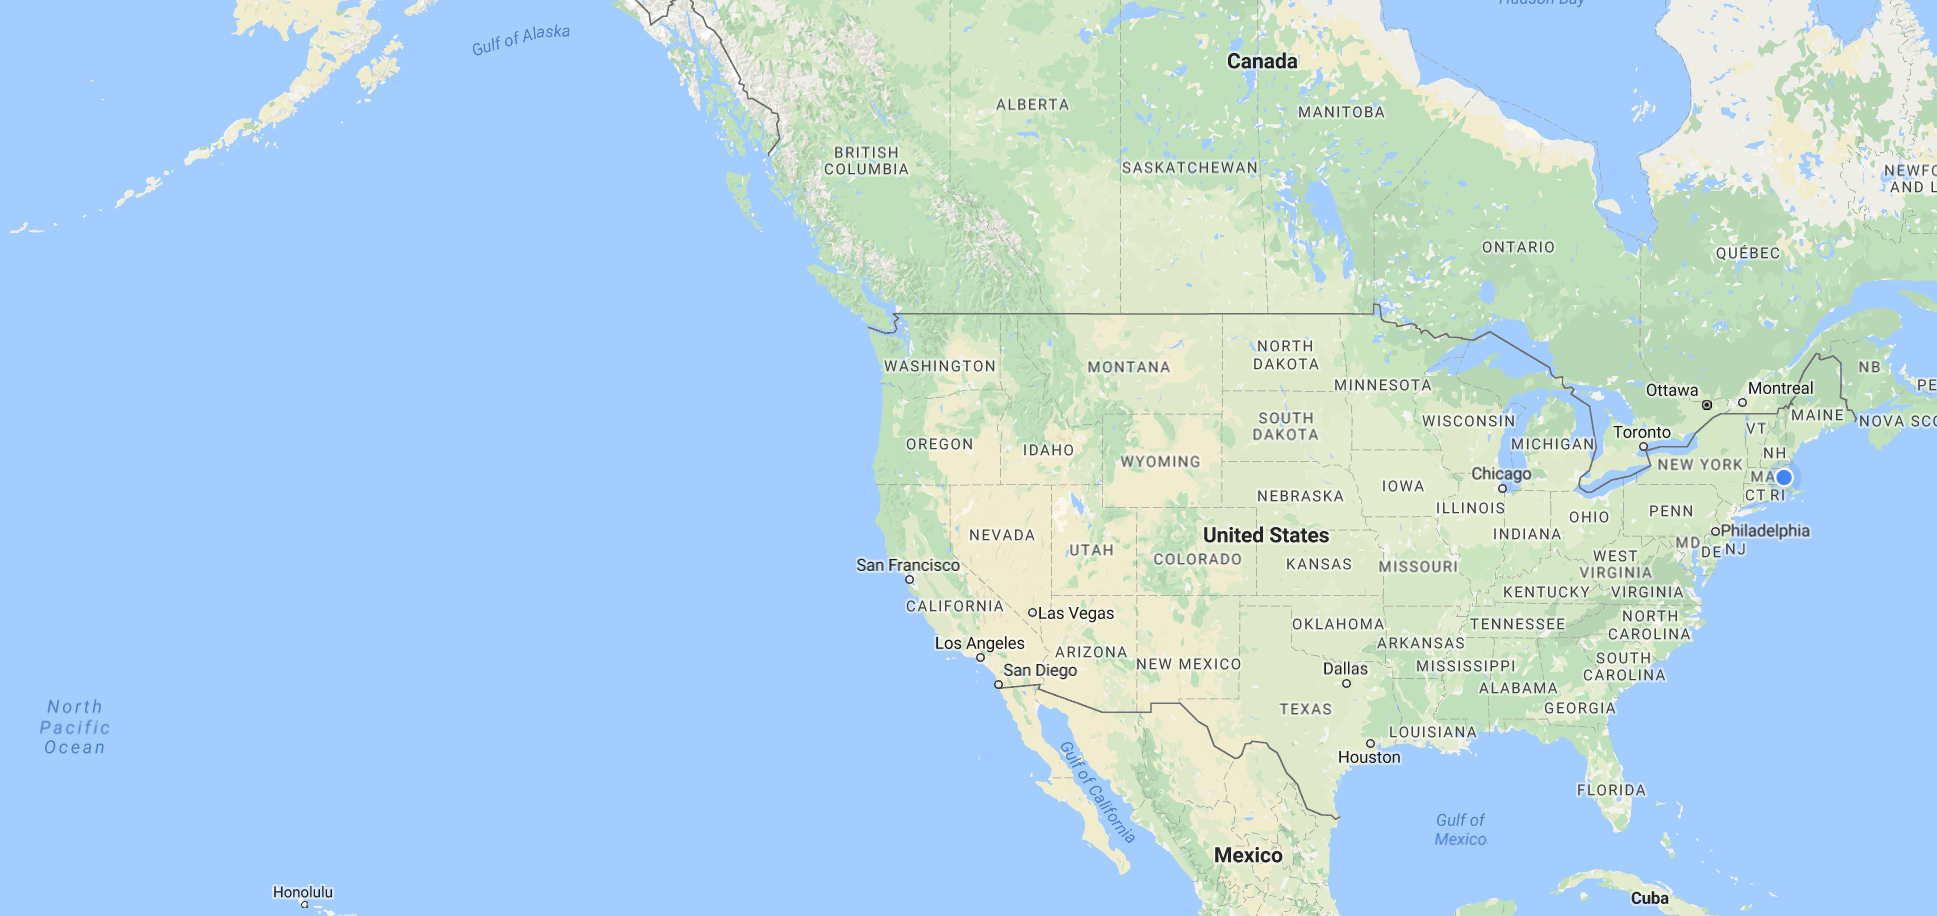 Hudson Bay
Gulf of Alaska
Canada
ALBERTA
MANITOBA
BRITISH
COLUMBIA
SASKATCHEWAN
NEWFO
AND L
ONTARIO
QUÉBEC
WASHINGTON
MONTANA
NORTH
DAKOTA
MINNESOTA
NB
PE
Ottawa
Montreal
MAINE
NOVA SCO
OREGON
IDAHO
WYOMING
SOUTH
DAKOTA
WISCONSIN
MICHIGAN
Toronto
VT
NH
NEW YORK
MA
CT RI
Chicago
NEBRASKA
IOWA
ILLINOIS
INDIANA
OHIO
PENN
Philadelphia
MD
DE
NJ
NEVADA
UTAH
United States
COLORADO
KANSAS
MISSOURI
WEST
VIRGINIA
KENTUCKY
VIRGINIA
San Francisco
CALIFORNIA
Las Vegas
OKLAHOMA
TENNESSEE
NORTH
CAROLINA
Los Angeles
San Diego
ARIZONA
NEW MEXICO
ARKANSAS
MISSISSIPPI
SOUTH
CAROLINA
Dallas
ALABAMA
GEORGIA
TEXAS
LOUISIANA
Houston
North
Pacific
Ocean
Gulf of California
FLORIDA
Gulf of
Mexico
Mexico
Honolulu
Cuba